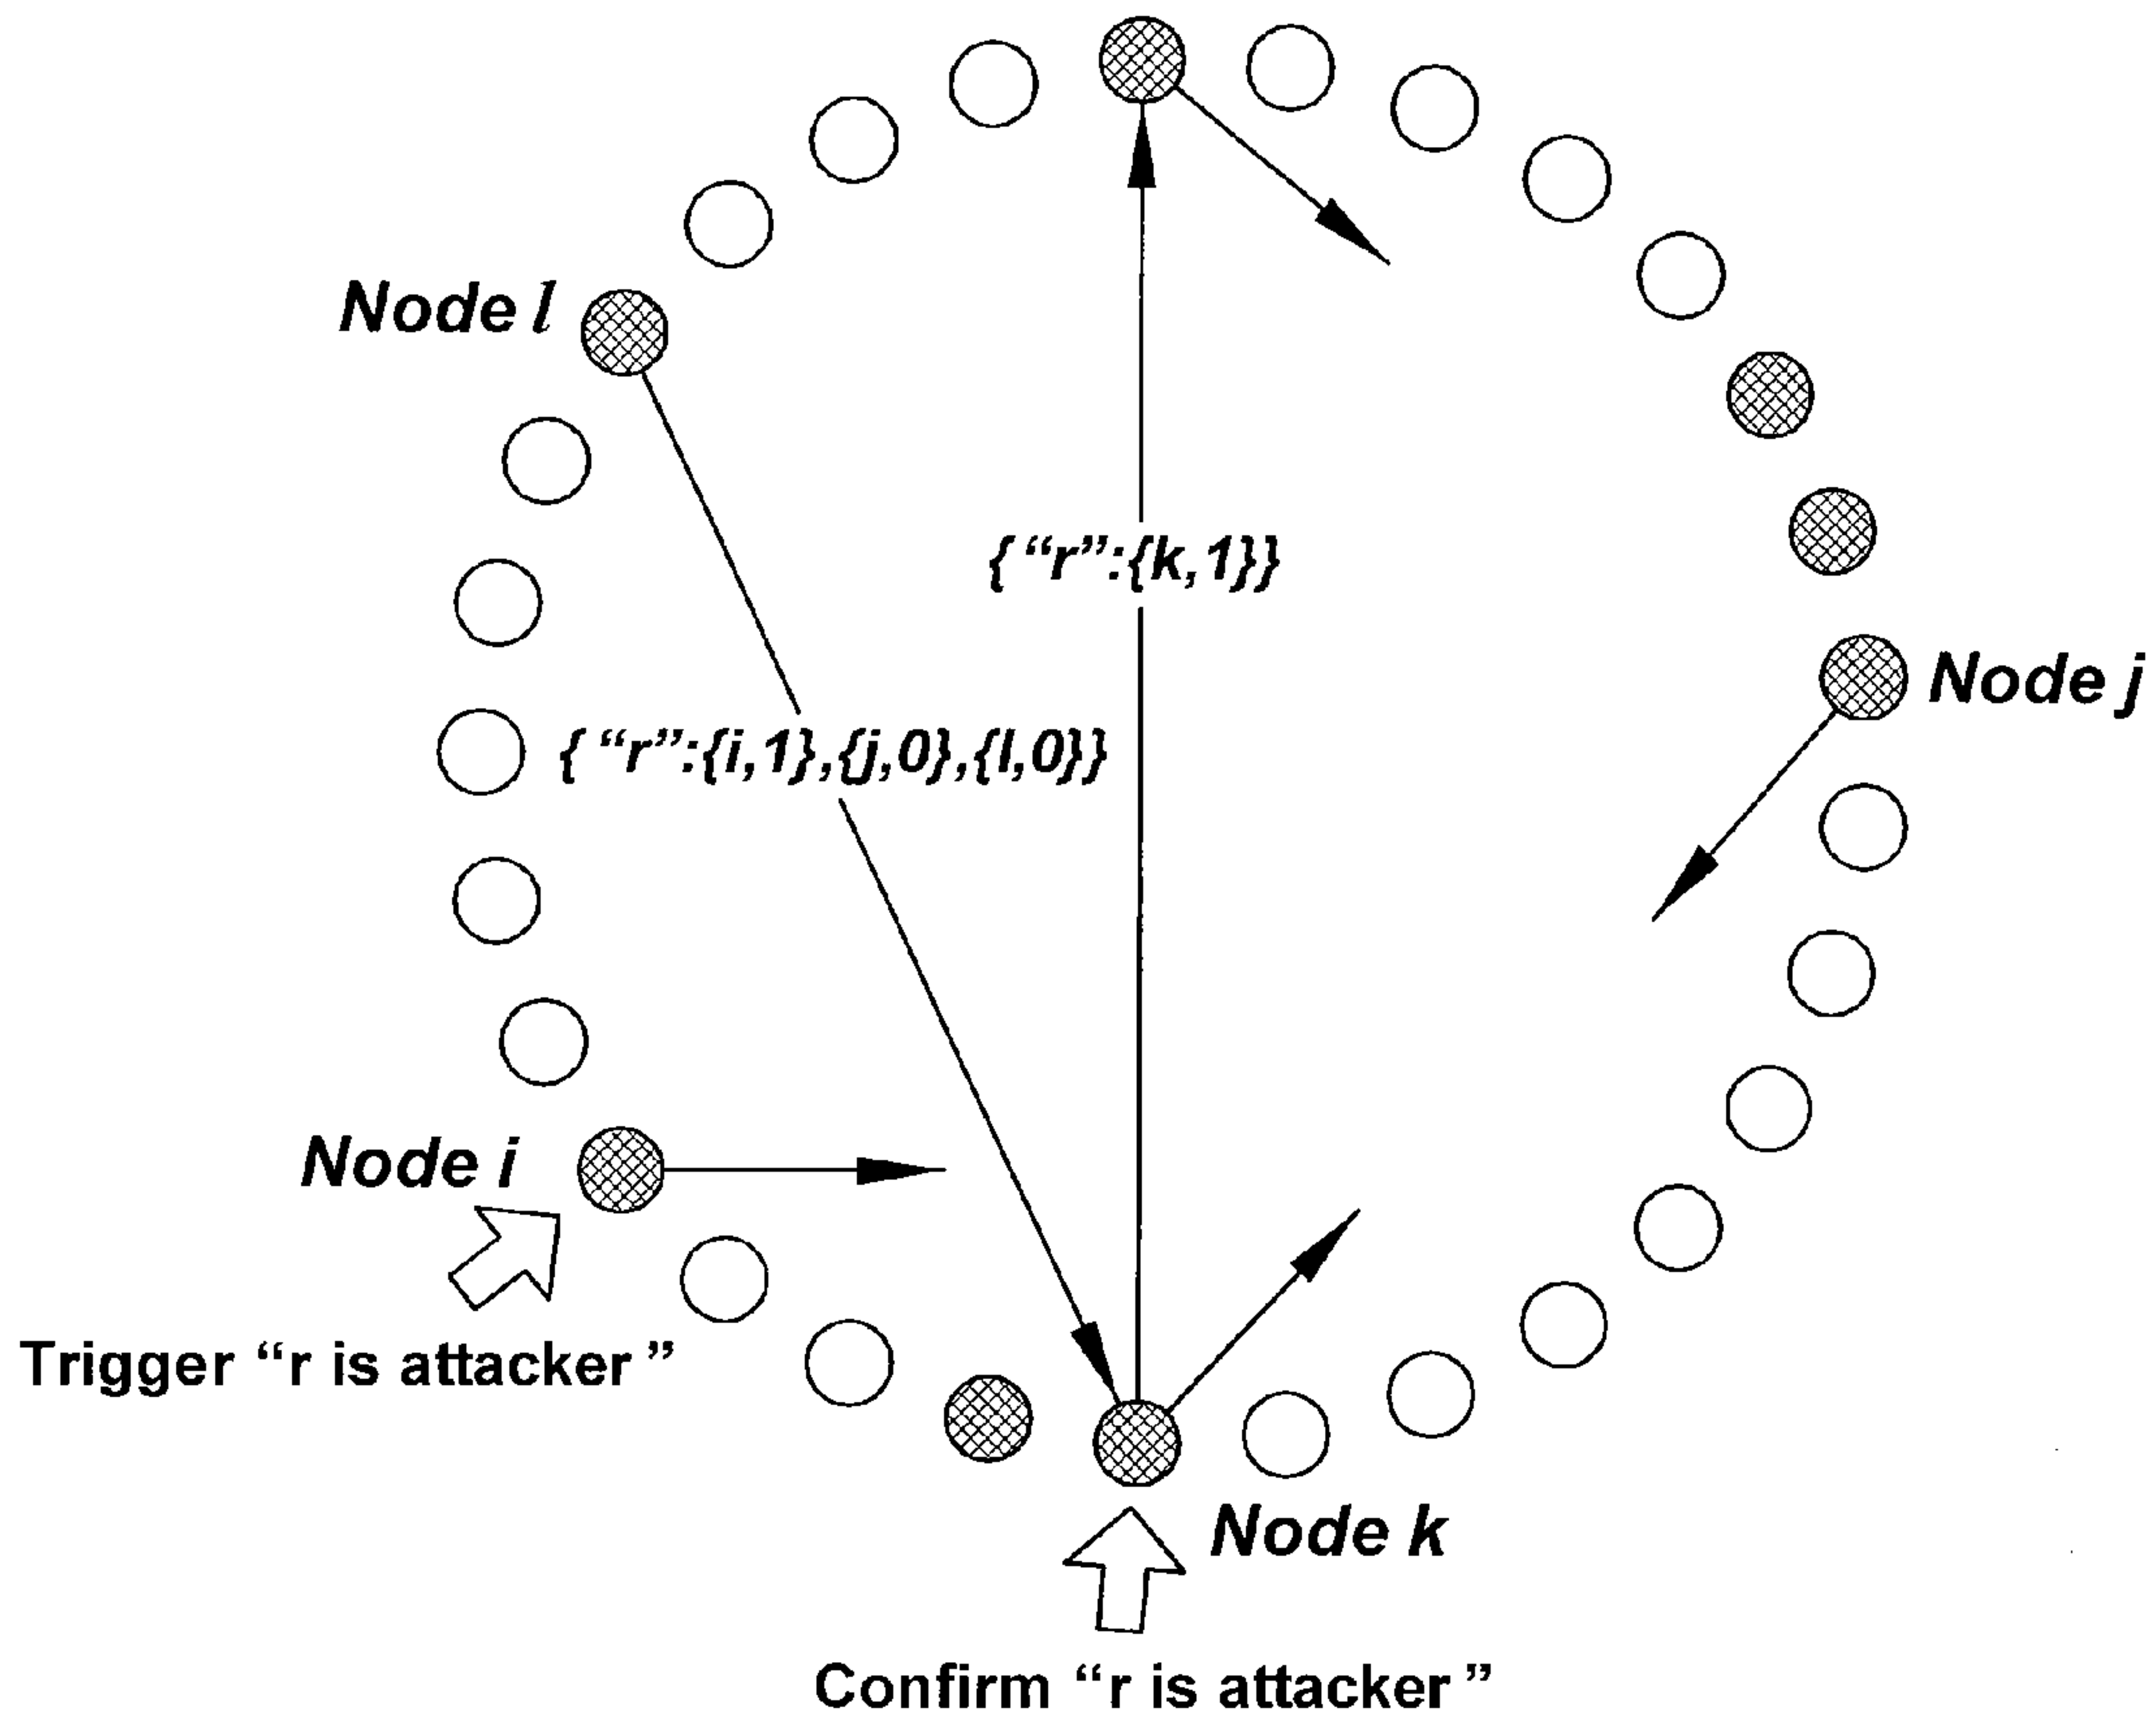 Node l
{ “r”:{k,1}}
Node j
{ “r”:{i,1},{j,0},{l,0}}
Node i
Trigger “r is attacker ”
Node k
Confirm “r is attacker ”